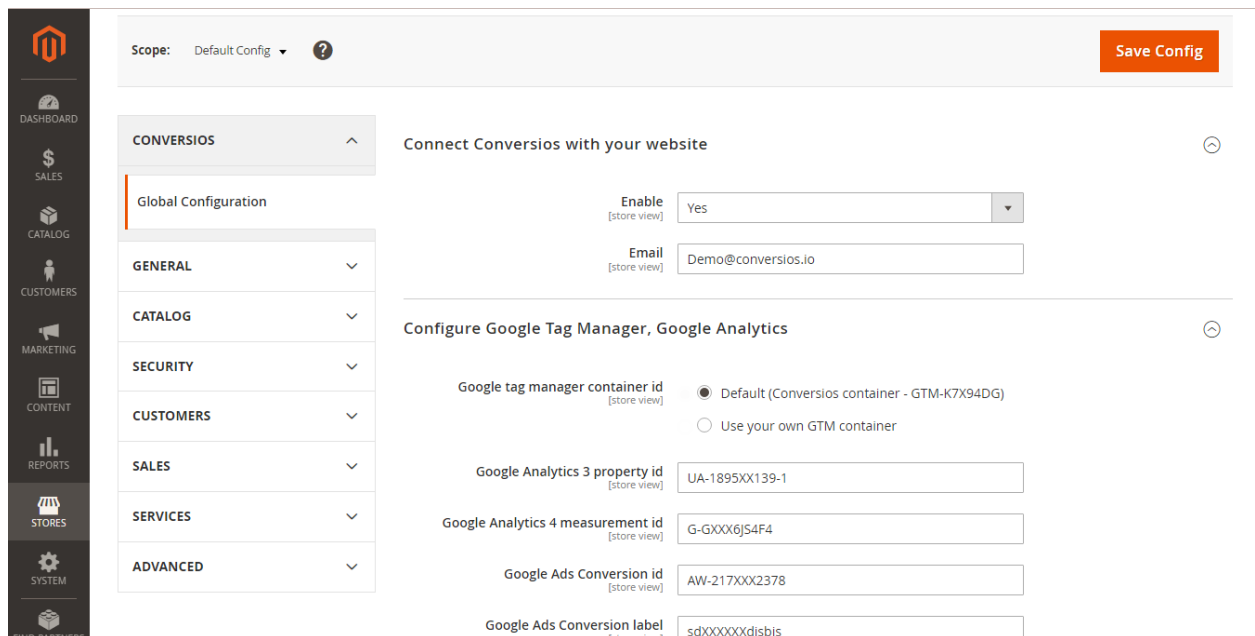 Scope: Default Config ?
Save Config
DASHBOARD
$
SALES
CATALOG
CUSTOMERS
MARKETING
CONTENT
REPORTS
STORES
SYSTEM
CONVERSIOS
Global Configuration
GENERAL
CATALOG
SECURITY
CUSTOMERS
SALES
SERVICES
ADVANCED
Connect Conversios with your website
Enable
[store view]
Yes
Email
[store view]
Demo@conversios.io
Configure Google Tag Manager, Google Analytics
Google tag manager container id
[store view]
Default (Conversios container - GTM-K7X94DG)
Use your own GTM container
Google Analytics 3 property id
[store view]
UA-1895XX139-1
Google Analytics 4 measurement id
[store view]
G-GXXX6JS4F4
Google Ads Conversion id
[store view]
AW-217XXX2378
Google Ads Conversion label
sdXXXXXXdisbis